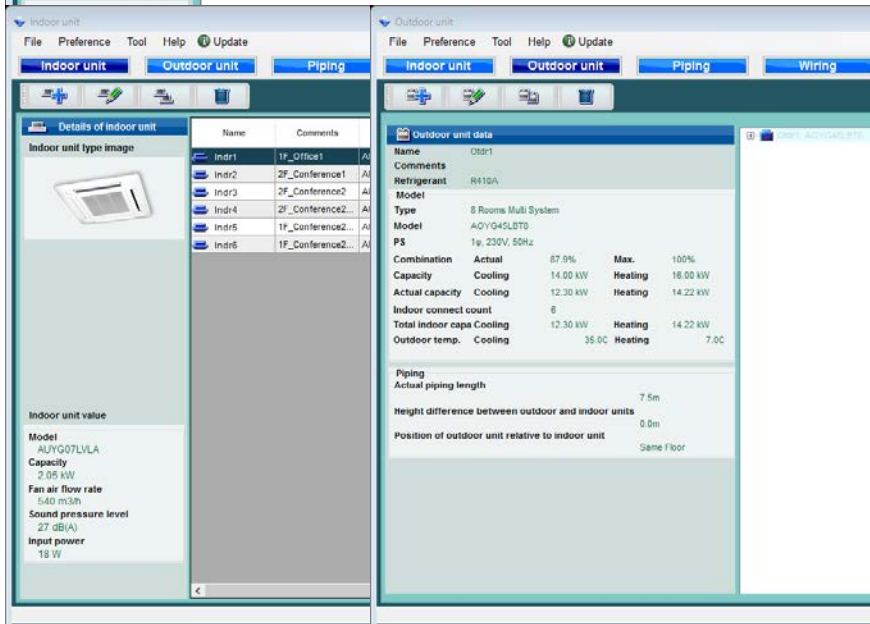 Indoor unit
File Preference Tool Help Update
Indoor unit Outdoor unit Piping
Details of indoor unit
Indoor unit type image
Name Comments
Indr1 1F_Office1
Indr2 2F_Conference1
Indr3 2F_Conference2
Indr4 2F_Conference2...
Indr5 1F_Conference2...
Indr6 1F_Conference2...
Indoor unit value
Model
AUYG07LVLA
Capacity
2.05 kW
Fan air flow rate
540 m3/h
Sound pressure level
27 dB(A)
Input power
18 W
Outdoor unit
File Preference Tool Help Update
Indoor unit Outdoor unit Piping Wiring
Outdoor unit data
Name Otdr1
Comments
Refrigerant R410A
Model
Type 8 Rooms Multi System
Model AOYG45LBT8
PS 1φ, 230V, 50Hz
Combination Actual 87.9% Max. 100%
Capacity Cooling 14.00 kW Heating 16.00 kW
Actual capacity Cooling 12.30 kW Heating 14.22 kW
Indoor connect count 6
Total indoor capa Cooling 12.30 kW Heating 14.22 kW
Outdoor temp. Cooling 35.0C Heating 7.0C
Piping
Actual piping length
7.5m
Height difference between outdoor and indoor units
0.0m
Position of outdoor unit relative to indoor unit
Same Floor
Otdr1 AOYG45LBT8